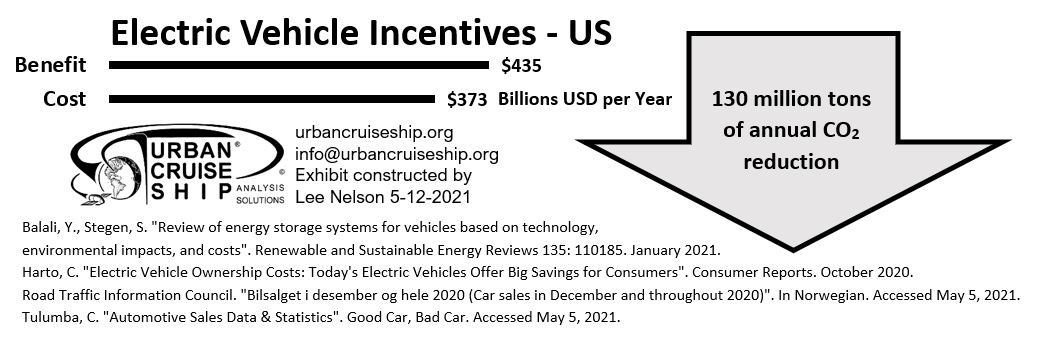 Electric Vehicle Incentives - US
Benefit $435
Cost $373 Billions USD per Year
130 million tons
of annual CO₂
reduction
URBAN®
CRUISE
SHIP
©
ANALYSIS
SOLUTIONS
urbancruiseship.org
info@urbancruiseship.org
Exhibit constructed by
Lee Nelson 5-12-2021
Balali, Y., Stegen, S. "Review of energy storage systems for vehicles based on technology,
environmental impacts, and costs". Renewable and Sustainable Energy Reviews 135: 110185. January 2021.
Harto, C. "Electric Vehicle Ownership Costs: Today's Electric Vehicles Offer Big Savings for Consumers". Consumer Reports. October 2020.
Road Traffic Information Council. "Bilsalget i desember og hele 2020 (Car sales in December and throughout 2020)". In Norwegian. Accessed May 5, 2021.
Tulumba, C. "Automotive Sales Data & Statistics". Good Car, Bad Car. Accessed May 5, 2021.